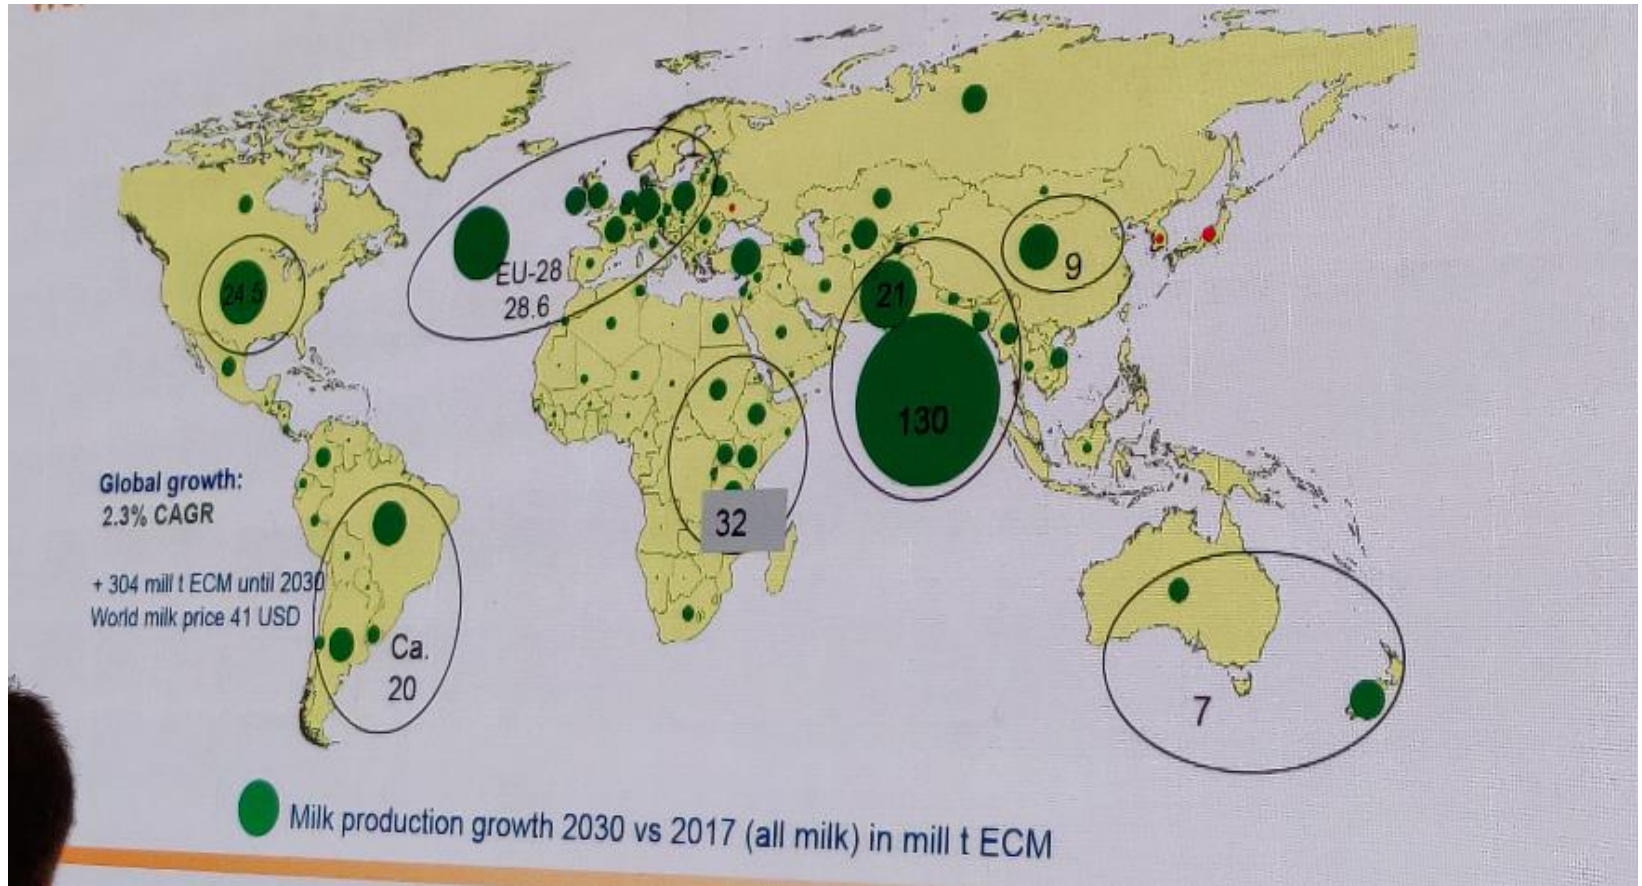 24.5
EU-28
28.6
21
9
130
32
Global growth:
2.3% CAGR
+ 304 mill t ECM until 2030
World milk price 41 USD
Ca.
20
7
Milk production growth 2030 vs 2017 (all milk) in mill t ECM